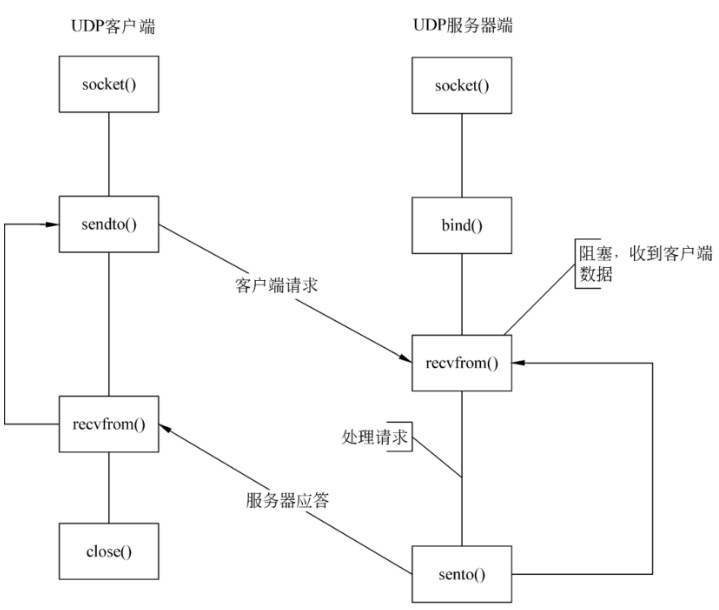 UDP客户端
UDP服务器端
socket()
socket()
sendto()
bind()
阻塞，收到客户端
数据
客户端请求
recvfrom()
recvfrom()
处理请求
服务器应答
close()
sento()